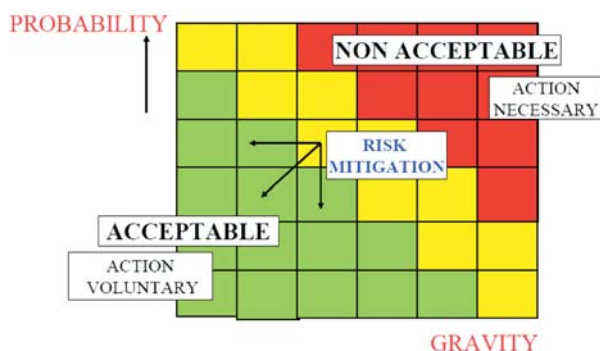 PROBABILITY
NON ACCEPTABLE
ACTION
NECESSARY
RISK
MITIGATION
ACCEPTABLE
ACTION
VOLUNTARY
GRAVITY